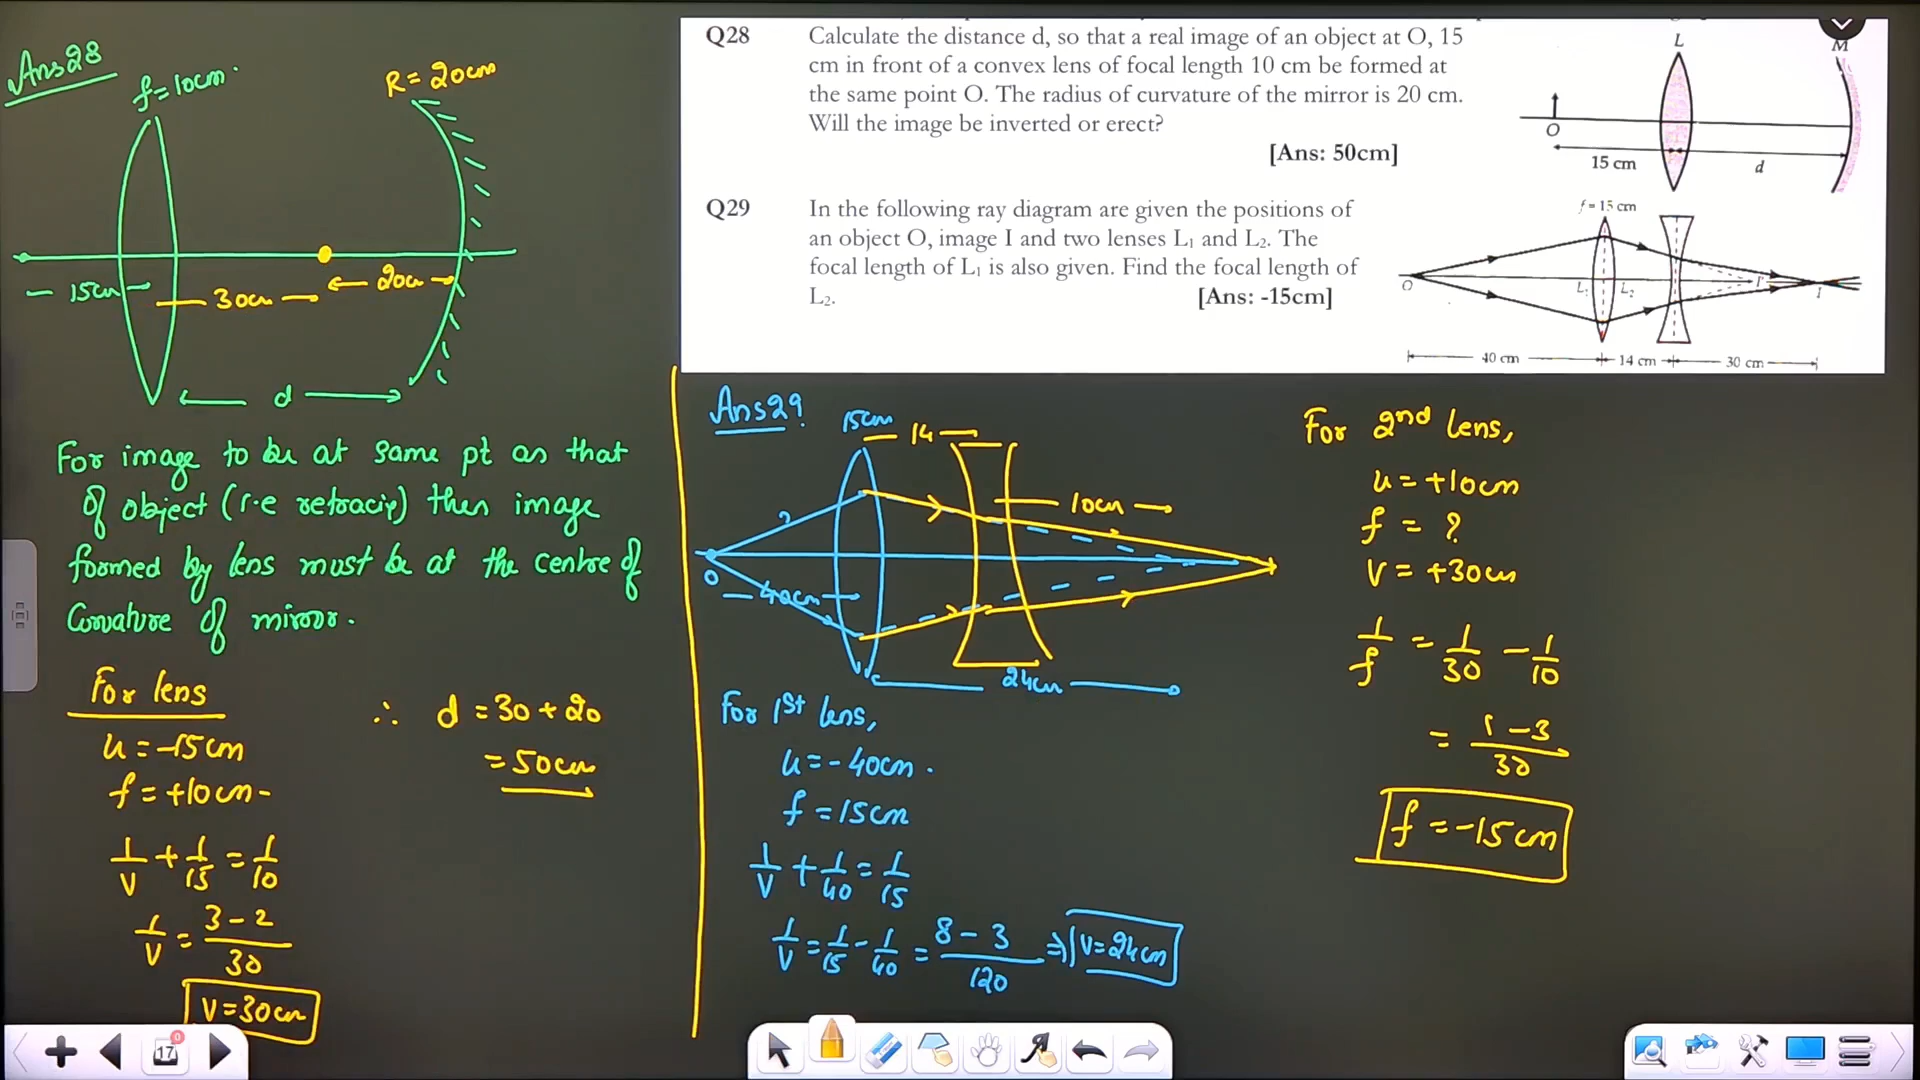 Ans28
f=10cm.
R=20cm
15cm
30cm
20cm
d
For image to be at same pt as that
of object (i.e retracip) then image
formed by lens must be at the centre of
Curvature of mirror.
For lens
u=-15cm
f=+10cm-
1/v + 1/15 = 1/10
1/v = (3-2)/30
v=30cm
∴ d=30+20
=50cm
Q28 Calculate the distance d, so that a real image of an object at O, 15
cm in front of a convex lens of focal length 10 cm be formed at
the same point O. The radius of curvature of the mirror is 20 cm.
Will the image be inverted or erect?
[Ans: 50cm]
L
M
O
15 cm
d
Q29 In the following ray diagram are given the positions of
an object O, image I and two lenses L₁ and L₂. The
focal length of L₁ is also given. Find the focal length of
L₂. [Ans: -15cm]
f=15 cm
O
L₁
L₂
I'
I
40 cm
14 cm
30 cm
Ans29
15cm
14
10cm
O
40cm
24cm
For 1st lens,
u=-40cm.
f=15cm
1/v + 1/40 = 1/15
1/v = 1/15 - 1/40 = (8-3)/120 ⇒ v=24cm
For 2nd lens,
u=+10cm
f=?
v=+30cm
1/f = 1/30 - 1/10
= (1-3)/30
f=-15cm
17
0